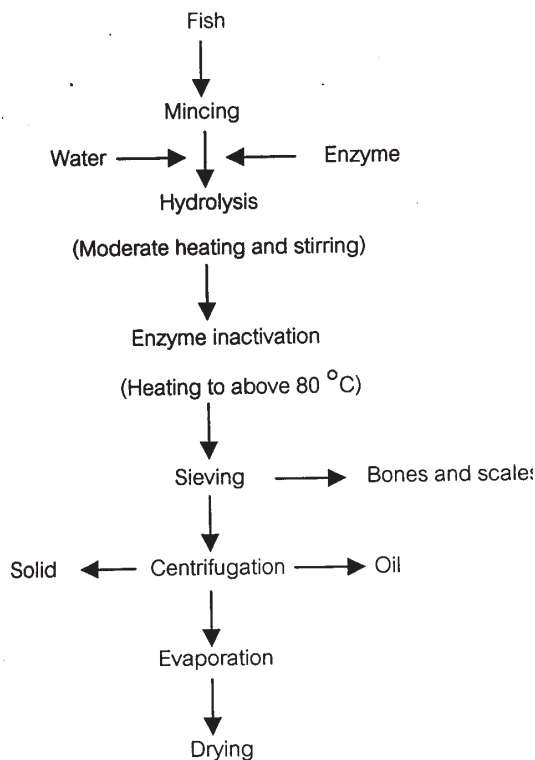 Fish
Mincing
Water Enzyme
Hydrolysis
(Moderate heating and stirring)
Enzyme inactivation
(Heating to above 80 °C)
Sieving Bones and scales
Solid Centrifugation Oil
Evaporation
Drying